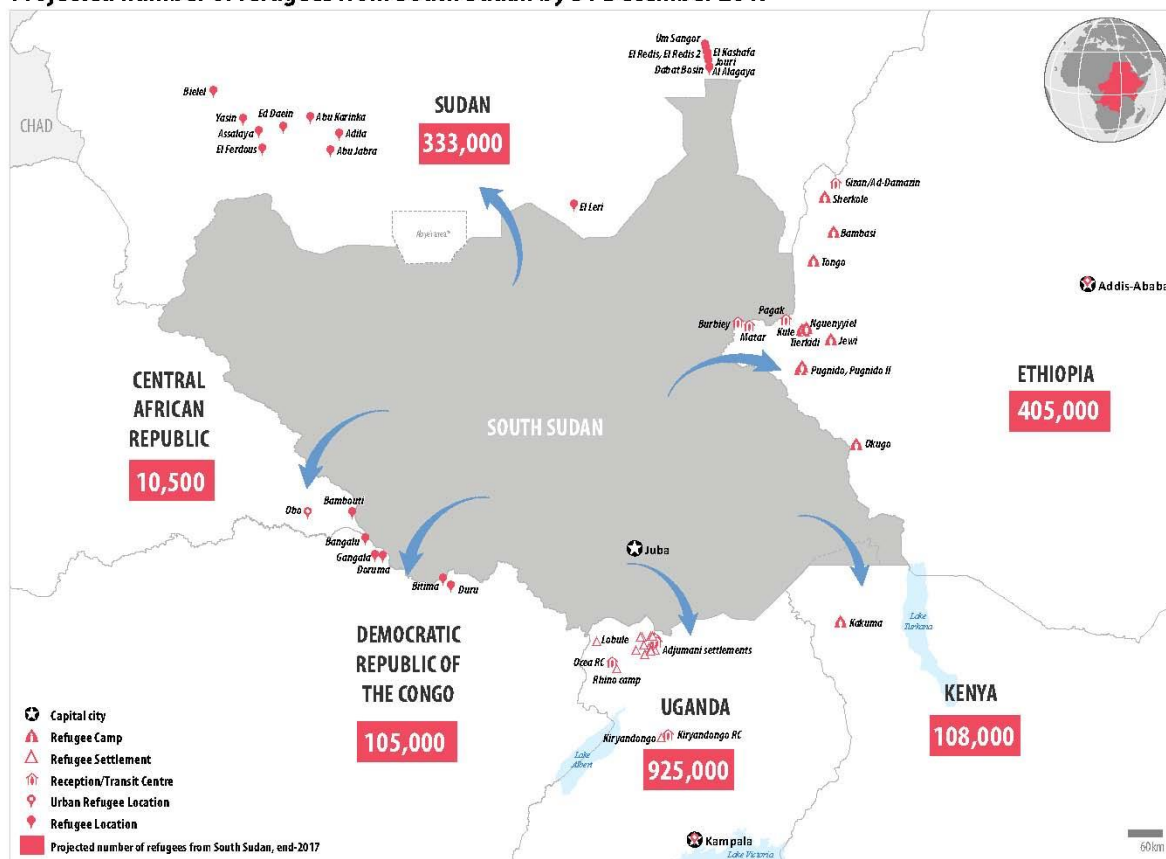 Projected number of refugees from South Sudan by 31 December 2017
Um Sangor
El Redis, El Redis 2
El Kashafa
Jouri
Dabat Bosin
Al Alagaya
Bielel
CHAD
Yasin
Ed Daein
Abu Karinka
Assalaya
Adila
El Ferdous
Abu Jabra
SUDAN
333,000
El Leri
Abyei area*
Gizan/Ad-Damazin
Sherkole
Bambasi
Tongo
Addis-Ababa
Pagak
Burbiey
Matar
Kule
Nguenyyiel
Tierkidi
Jewi
Pugnido, Pugnido II
ETHIOPIA
405,000
CENTRAL
AFRICAN
REPUBLIC
10,500
SOUTH SUDAN
Okugo
Obo
Bambouti
Bangalu
Gangala
Doruma
Bitima
Duru
Juba
DEMOCRATIC
REPUBLIC OF
THE CONGO
105,000
Lobule
Adjumani settlements
Ocea RC
Rhino camp
Kakuma
Lake
Turkana
UGANDA
Kiryandongo
Kiryandongo RC
925,000
KENYA
108,000
Lake
Albert
Kampala
Lake Victoria
Capital city
Refugee Camp
Refugee Settlement
Reception/Transit Centre
Urban Refugee Location
Refugee Location
Projected number of refugees from South Sudan, end-2017
60km